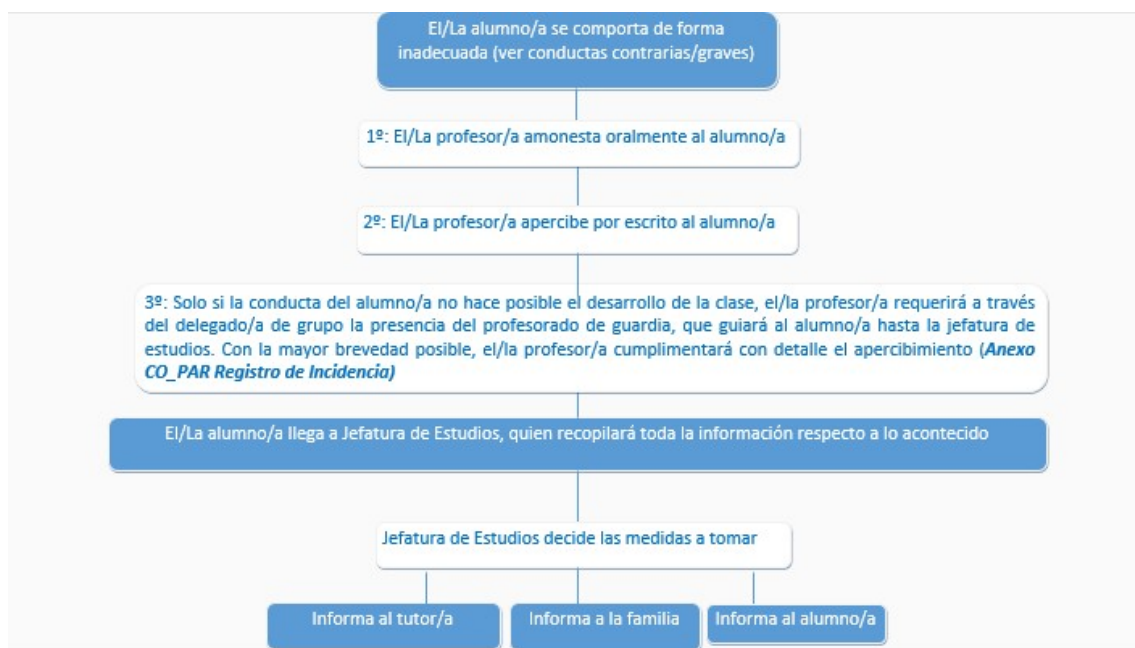 El/La alumno/a se comporta de forma
inadecuada (ver conductas contrarias/graves)
1º: El/La profesor/a amonesta oralmente al alumno/a
2º: El/La profesor/a apercibe por escrito al alumno/a
3º: Solo si la conducta del alumno/a no hace posible el desarrollo de la clase, el/la profesor/a requerirá a través
del delegado/a de grupo la presencia del profesorado de guardia, que guiará al alumno/a hasta la jefatura de
estudios. Con la mayor brevedad posible, el/la profesor/a cumplimentará con detalle el apercibimiento (Anexo
CO_PAR Registro de Incidencia)
El/La alumno/a llega a Jefatura de Estudios, quien recopilará toda la información respecto a lo acontecido
Jefatura de Estudios decide las medidas a tomar
Informa al tutor/a
Informa a la familia
Informa al alumno/a